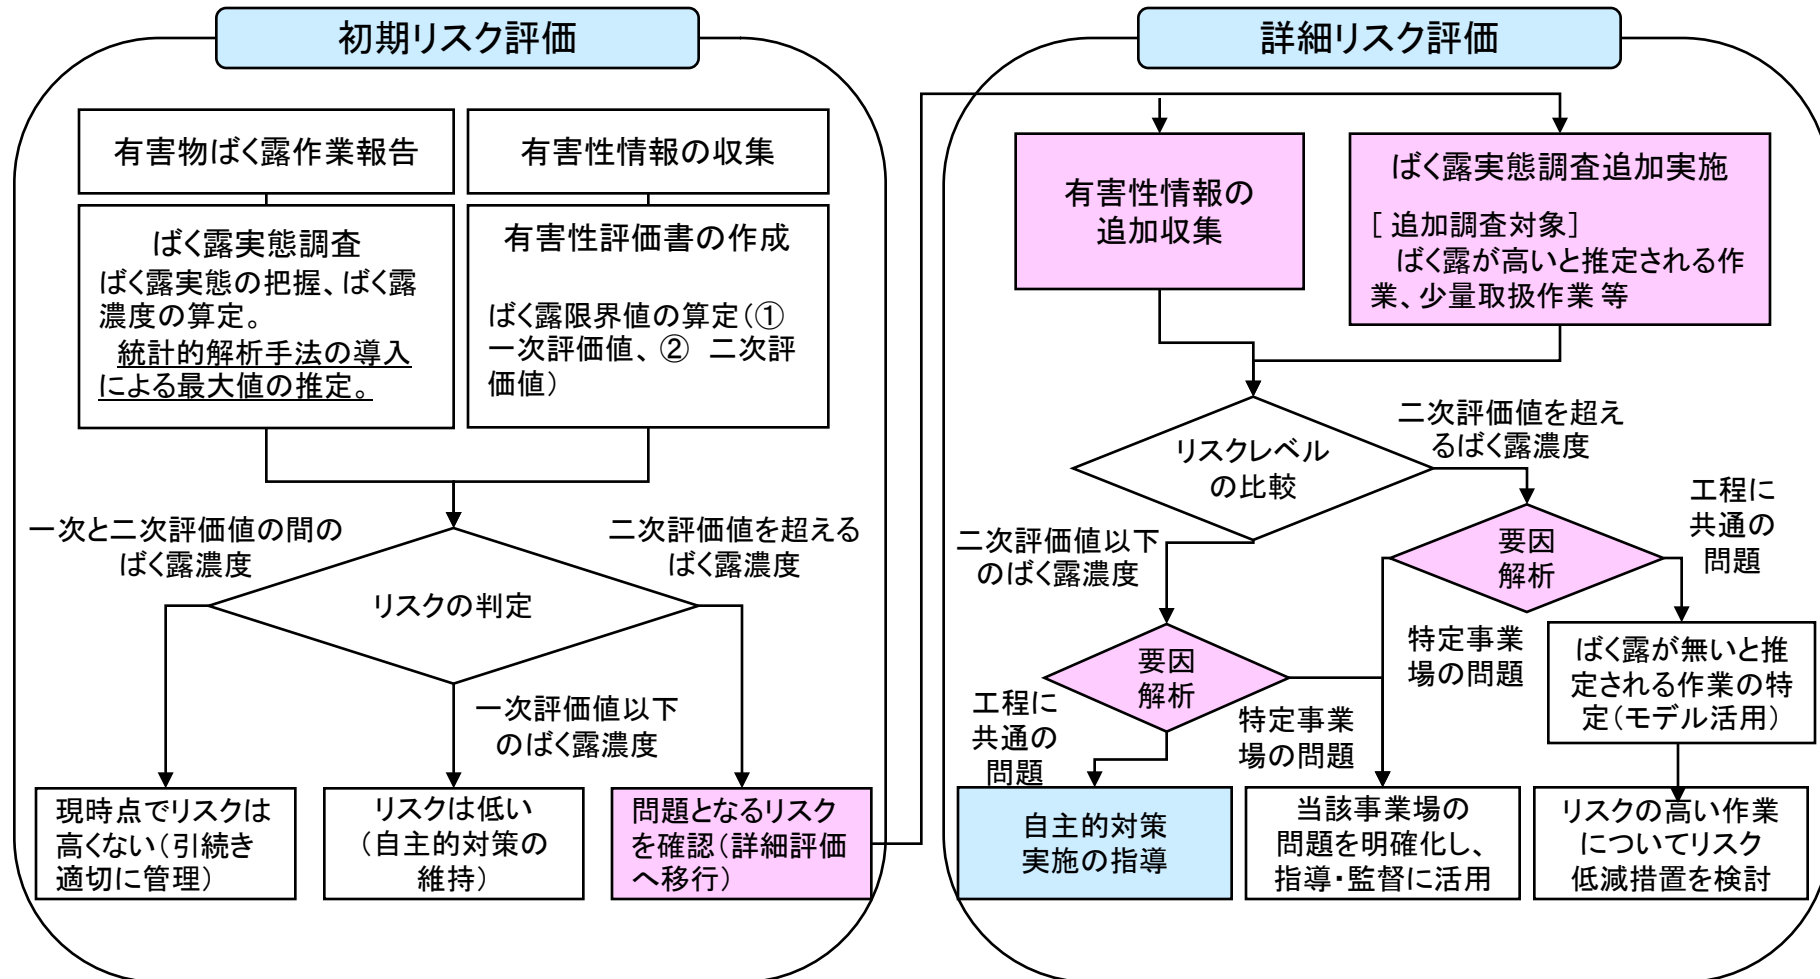 初期リスク評価
有害物ばく露作業報告
有害性情報の収集
ばく露実態調査
ばく露実態の把握、ばく露
濃度の算定。
統計的解析手法の導入
による最大値の推定。
有害性評価書の作成
ばく露限界値の算定（①
一次評価値、② 二次評
価値）
一次と二次評価値の間の
ばく露濃度
二次評価値を超える
ばく露濃度
リスクの判定
一次評価値以下
のばく露濃度
現時点でリスクは
高くない（引続き
適切に管理）
リスクは低い
（自主的対策の
維持）
問題となるリスク
を確認（詳細評価
へ移行）
詳細リスク評価
有害性情報の
追加収集
ばく露実態調査追加実施
[ 追加調査対象]
ばく露が高いと推定される作
業、少量取扱作業 等
リスクレベル
の比較
二次評価値を超え
るばく露濃度
二次評価値以下
のばく露濃度
要因
解析
工程に
共通の
問題
特定事業
場の問題
要因
解析
工程に
共通の
問題
特定事業
場の問題
ばく露が無いと推
定される作業の特
定（モデル活用）
自主的対策
実施の指導
当該事業場の
問題を明確化し、
指導・監督に活用
リスクの高い作業
についてリスク
低減措置を検討